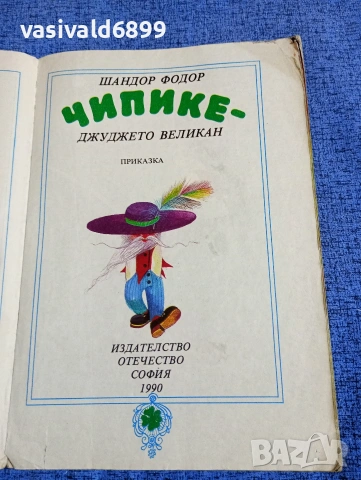 vasivald6899
ШАНДОР ФОДОР
ЧИПИКЕ-
ДЖУДЖЕТО ВЕЛИКАН
ПРИКАЗКА
ИЗДАТЕЛСТВО
ОТЕЧЕСТВО
СОФИЯ
1990
BAZAR